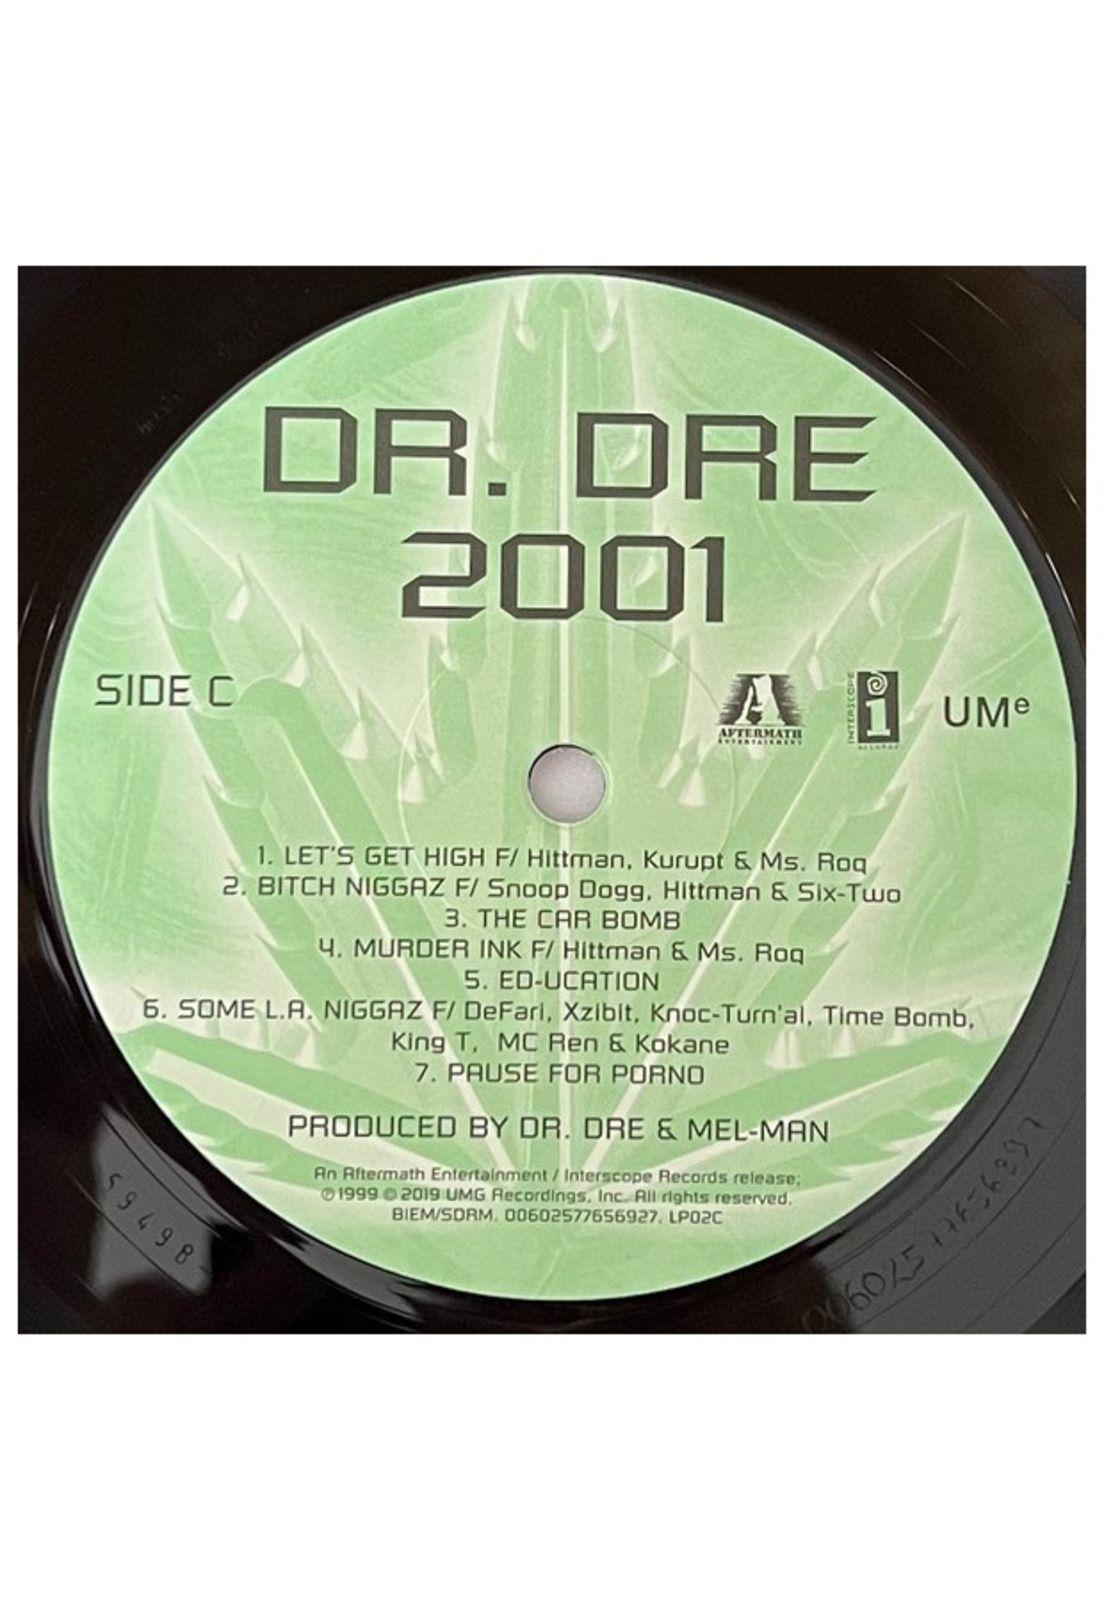 DR. DRE
2001
SIDE C
A
AFTERMATH
ENTERTAINMENT
INTERSCOPE
i
RECORDS
UMe
1. LET'S GET HIGH F/ Hittman, Kurupt & Ms. Roq
2. BITCH NIGGAZ F/ Snoop Dogg, Hittman & Six-Two
3. THE CAR BOMB
4. MURDER INK F/ Hittman & Ms. Roq
5. ED-UCATION
6. SOME L.A. NIGGAZ F/ DeFari, Xzibit, Knoc-Turn'al, Time Bomb,
King T, MC Ren & Kokane
7. PAUSE FOR PORNO
PRODUCED BY DR. DRE & MEL-MAN
An Aftermath Entertainment / Interscope Records release;
℗1999 © 2019 UMG Recordings, Inc. All rights reserved.
BIEM/SDRM. 00602577656927. LP02C